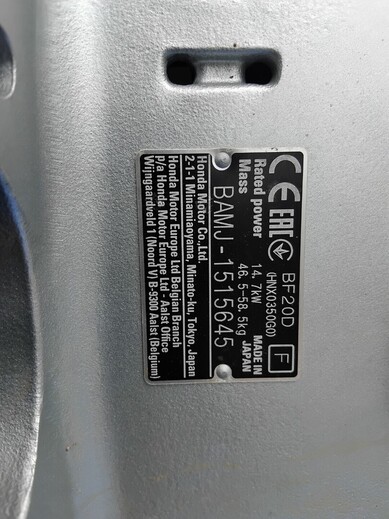 CE EAC BF20D F
(HNX0350G0)
Rated power 14.7kW MADE IN
Mass 46.5-58.5kg JAPAN
BAMJ-1515645
Honda Motor Co., Ltd.
2-1-1 Minamiaoyama, Minato-ku, Tokyo, Japan
Honda Motor Europe Ltd Belgian Branch
p/a Honda Motor Europe Ltd - Aalst Office
Wijngaardveld 1 (Noord V) B-9300 Aalst (Belgium)